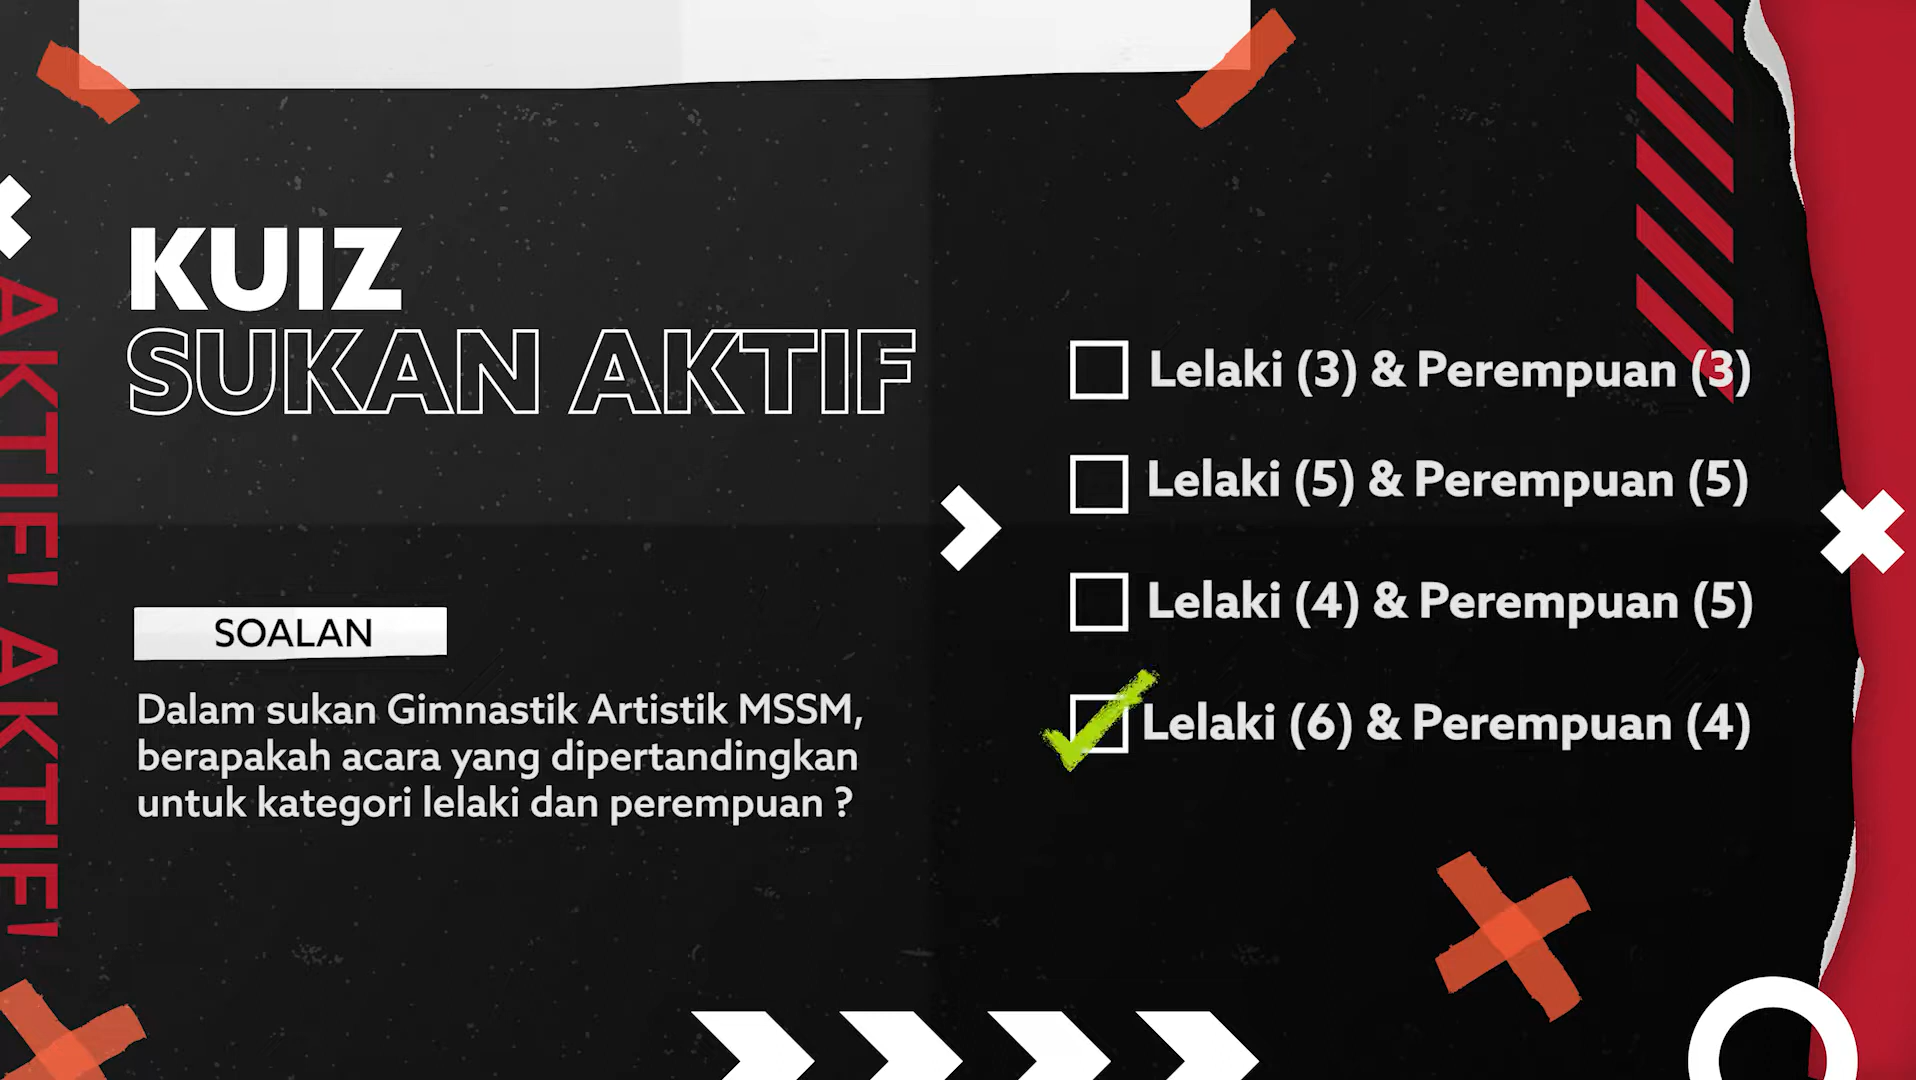 AKTIF! AKTIF!
KUIZ
SUKAN AKTIF
SOALAN
Dalam sukan Gimnastik Artistik MSSM,
berapakah acara yang dipertandingkan
untuk kategori lelaki dan perempuan ?
Lelaki (3) & Perempuan (3)
Lelaki (5) & Perempuan (5)
Lelaki (4) & Perempuan (5)
Lelaki (6) & Perempuan (4)